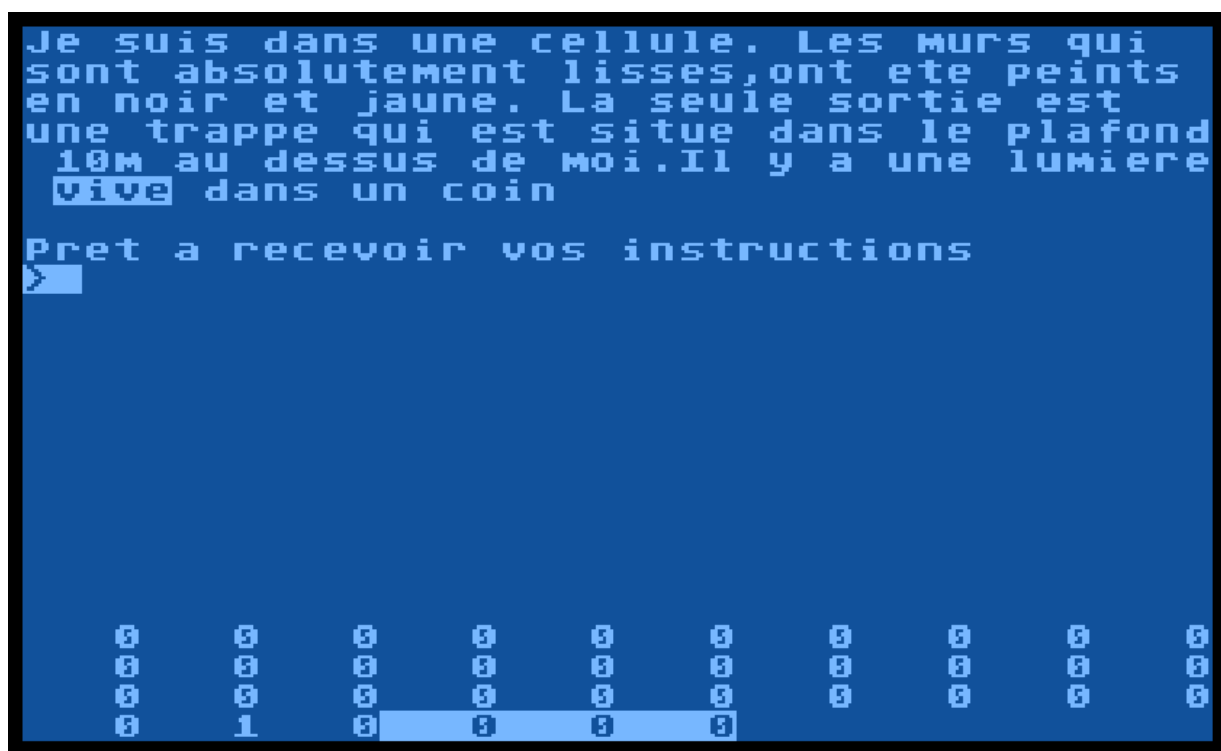 Je suis dans une cellule. Les murs qui
sont absolutement lisses,ont ete peints
en noir et jaune. La seule sortie est
une trappe qui est situe dans le plafond
10m au dessus de moi.Il y a une lumiere
vive dans un coin
Pret a recevoir vos instructions
>
0 0 0 0 0 0 0 0 0 0
0 0 0 0 0 0 0 0 0 0
0 0 0 0 0 0 0 0 0 0
0 1 0 0 0 0